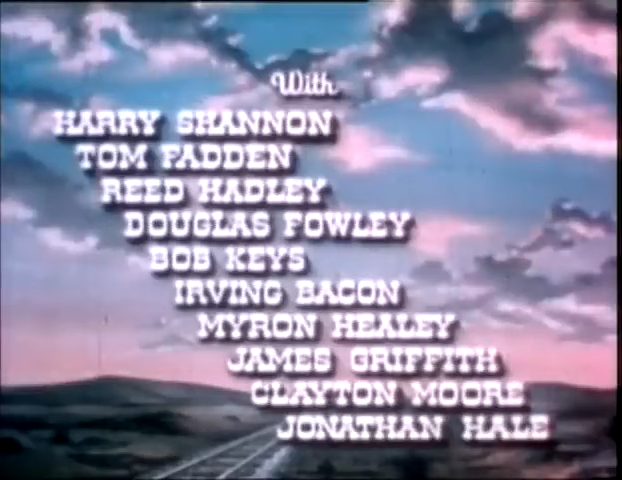 With
HARRY SHANNON
TOM FADDEN
REED HADLEY
DOUGLAS FOWLEY
BOB KEYS
IRVING BACON
MYRON HEALEY
JAMES GRIFFITH
CLAYTON MOORE
JONATHAN HALE